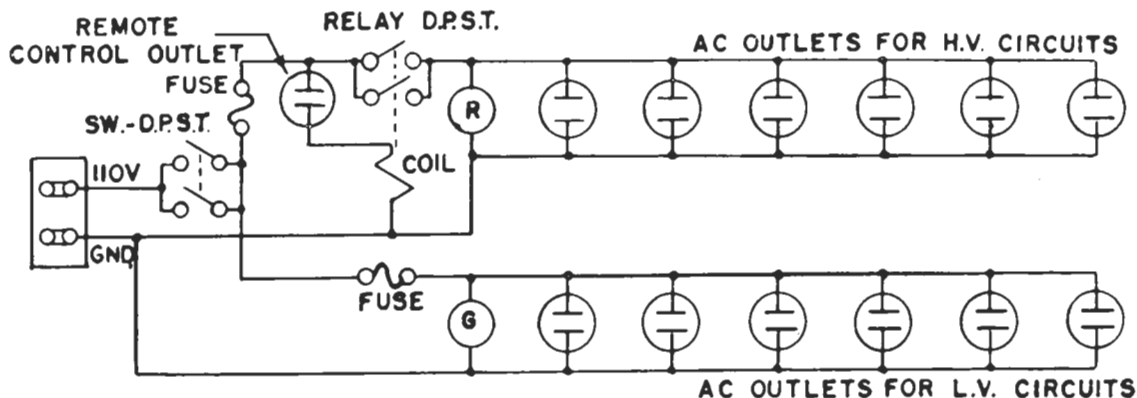 REMOTE
CONTROL OUTLET
RELAY D.P.S.T.
AC OUTLETS FOR H.V. CIRCUITS
FUSE
SW.-D.P.S.T.
R
110V
COIL
GND
FUSE
G
AC OUTLETS FOR L.V. CIRCUITS